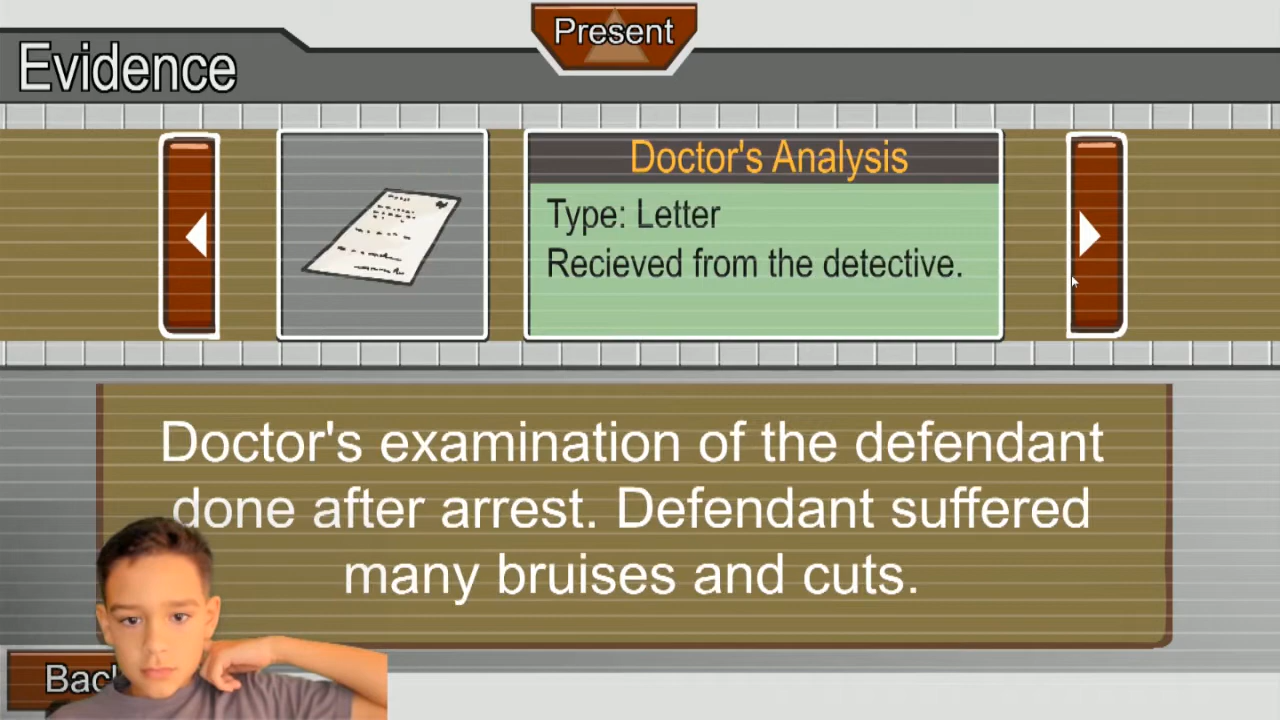 Present
Evidence
Doctor's Analysis
Type: Letter
Recieved from the detective.
Doctor's examination of the defendant
done after arrest. Defendant suffered
many bruises and cuts.